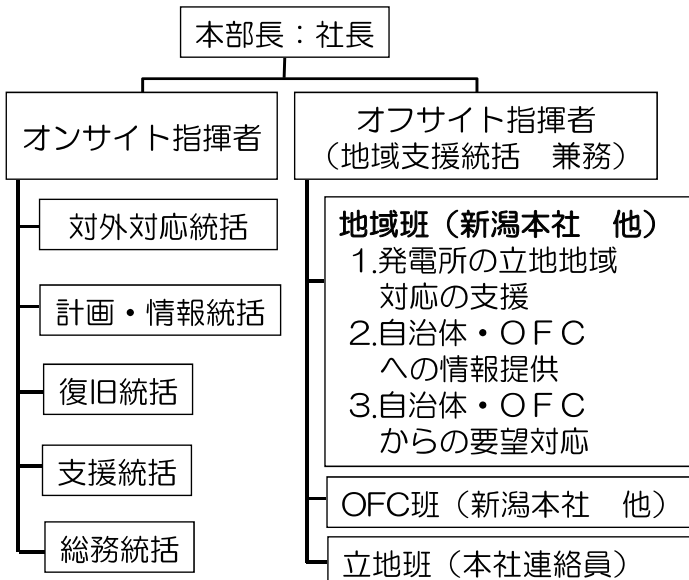 本部長：社長
オンサイト指揮者
対外対応統括
計画・情報統括
復旧統括
支援統括
総務統括
オフサイト指揮者
（地域支援統括　兼務）
地域班（新潟本社　他）
1.発電所の立地地域
対応の支援
2.自治体・ＯＦＣ
への情報提供
3.自治体・ＯＦＣ
からの要望対応
OFC班（新潟本社　他）
立地班（本社連絡員）